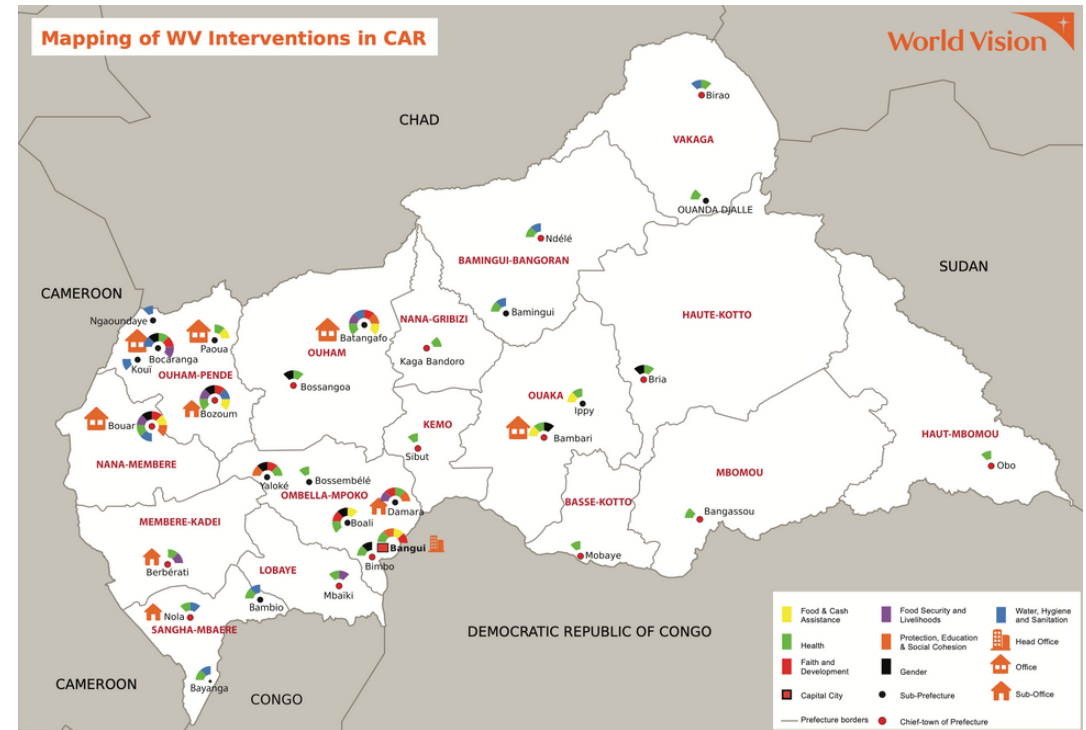 Mapping of WV Interventions in CAR
World Vision
Birao
CHAD
VAKAGA
OUANDA DJALLE
Ndélé
BAMINGUI-BANGORAN
SUDAN
CAMEROON
Ngaoundaye
Bamingui
HAUTE-KOTTO
NANA-GRIBIZI
Paoua
Batangafo
Bocaranga
OUHAM
Kaga Bandoro
Kouï
OUHAM-PENDE
Bossangoa
Bria
OUAKA
Ippy
Bozoum
Bouar
KEMO
Bambari
HAUT-MBOMOU
Sibut
NANA-MEMBERE
Obo
MBOMOU
Yaloké
Bossembélé
OMBELLA-MPOKO
Damara
BASSE-KOTTO
Bangassou
MEMBERE-KADEI
Boali
Bangui
Mobaye
Bimbo
LOBAYE
Berbérati
Mbaïki
Bambio
Nola
SANGHA-MBAERE
DEMOCRATIC REPUBLIC OF CONGO
CAMEROON
Bayanga
CONGO
Food & Cash
Assistance
Food Security and
Livelihoods
Water, Hygiene
and Sanitation
Health
Protection, Education
& Social Cohesion
Head Office
Faith and
Development
Gender
Office
Capital City
Sub-Prefecture
Sub-Office
Prefecture borders
Chief-town of Prefecture